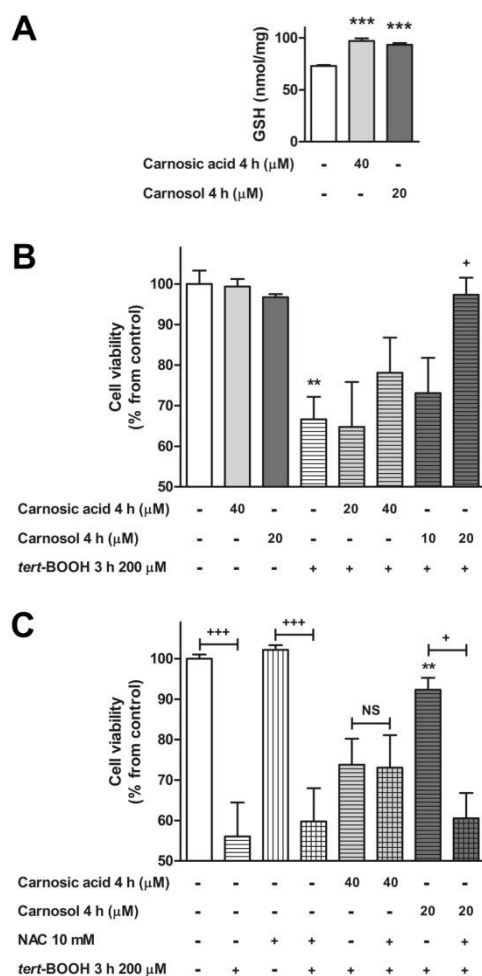 A
GSH (nmol/mg)
100
50
0
*** ***
Carnosic acid 4 h (μM) - 40 -
Carnosol 4 h (μM) - - 20
B
Cell viability
(% from control)
100
90
80
70
60
50
** +
Carnosic acid 4 h (μM) - 40 - - 20 40 - -
Carnosol 4 h (μM) - - 20 - - - 10 20
tert-BOOH 3 h 200 μM - - - + + + + +
C
Cell viability
(% from control)
100
90
80
70
60
50
+++ +++ NS ** +
Carnosic acid 4 h (μM) - - - - 40 40 - -
Carnosol 4 h (μM) - - - - - - 20 20
NAC 10 mM - - + + - + - +
tert-BOOH 3 h 200 μM - + - + + + + +